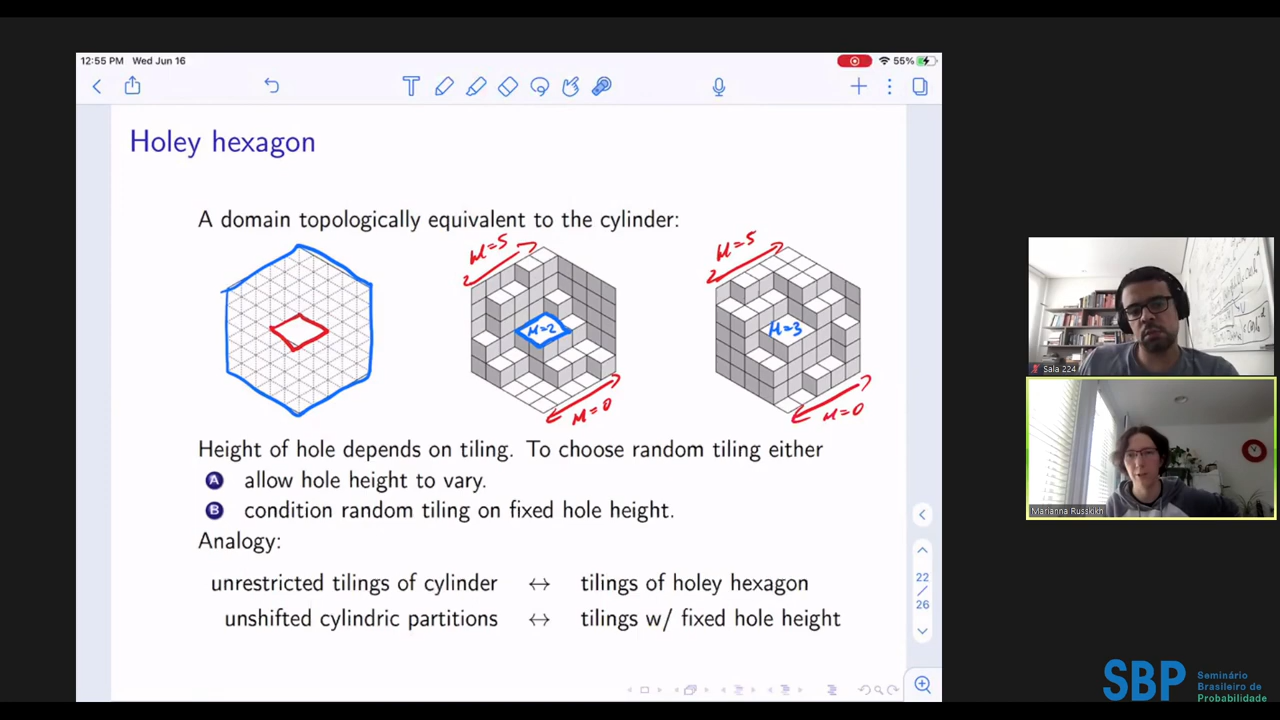 12:55 PM Wed Jun 16
55%
Holey hexagon
A domain topologically equivalent to the cylinder:
M=5
M=2
M=0
M=5
M=3
M=0
Height of hole depends on tiling. To choose random tiling either
A allow hole height to vary.
B condition random tiling on fixed hole height.
Analogy:
unrestricted tilings of cylinder ↔ tilings of holey hexagon
unshifted cylindric partitions ↔ tilings w/ fixed hole height
22
/
26
Sala 224
Marianna Russkikh
SBP Seminário
Brasileiro de
Probabilidade